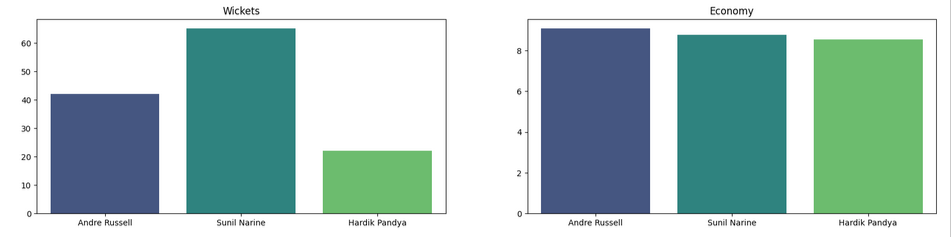 Wickets
60
50
40
30
20
10
0
Andre Russell
Sunil Narine
Hardik Pandya
Economy
8
6
4
2
0
Andre Russell
Sunil Narine
Hardik Pandya